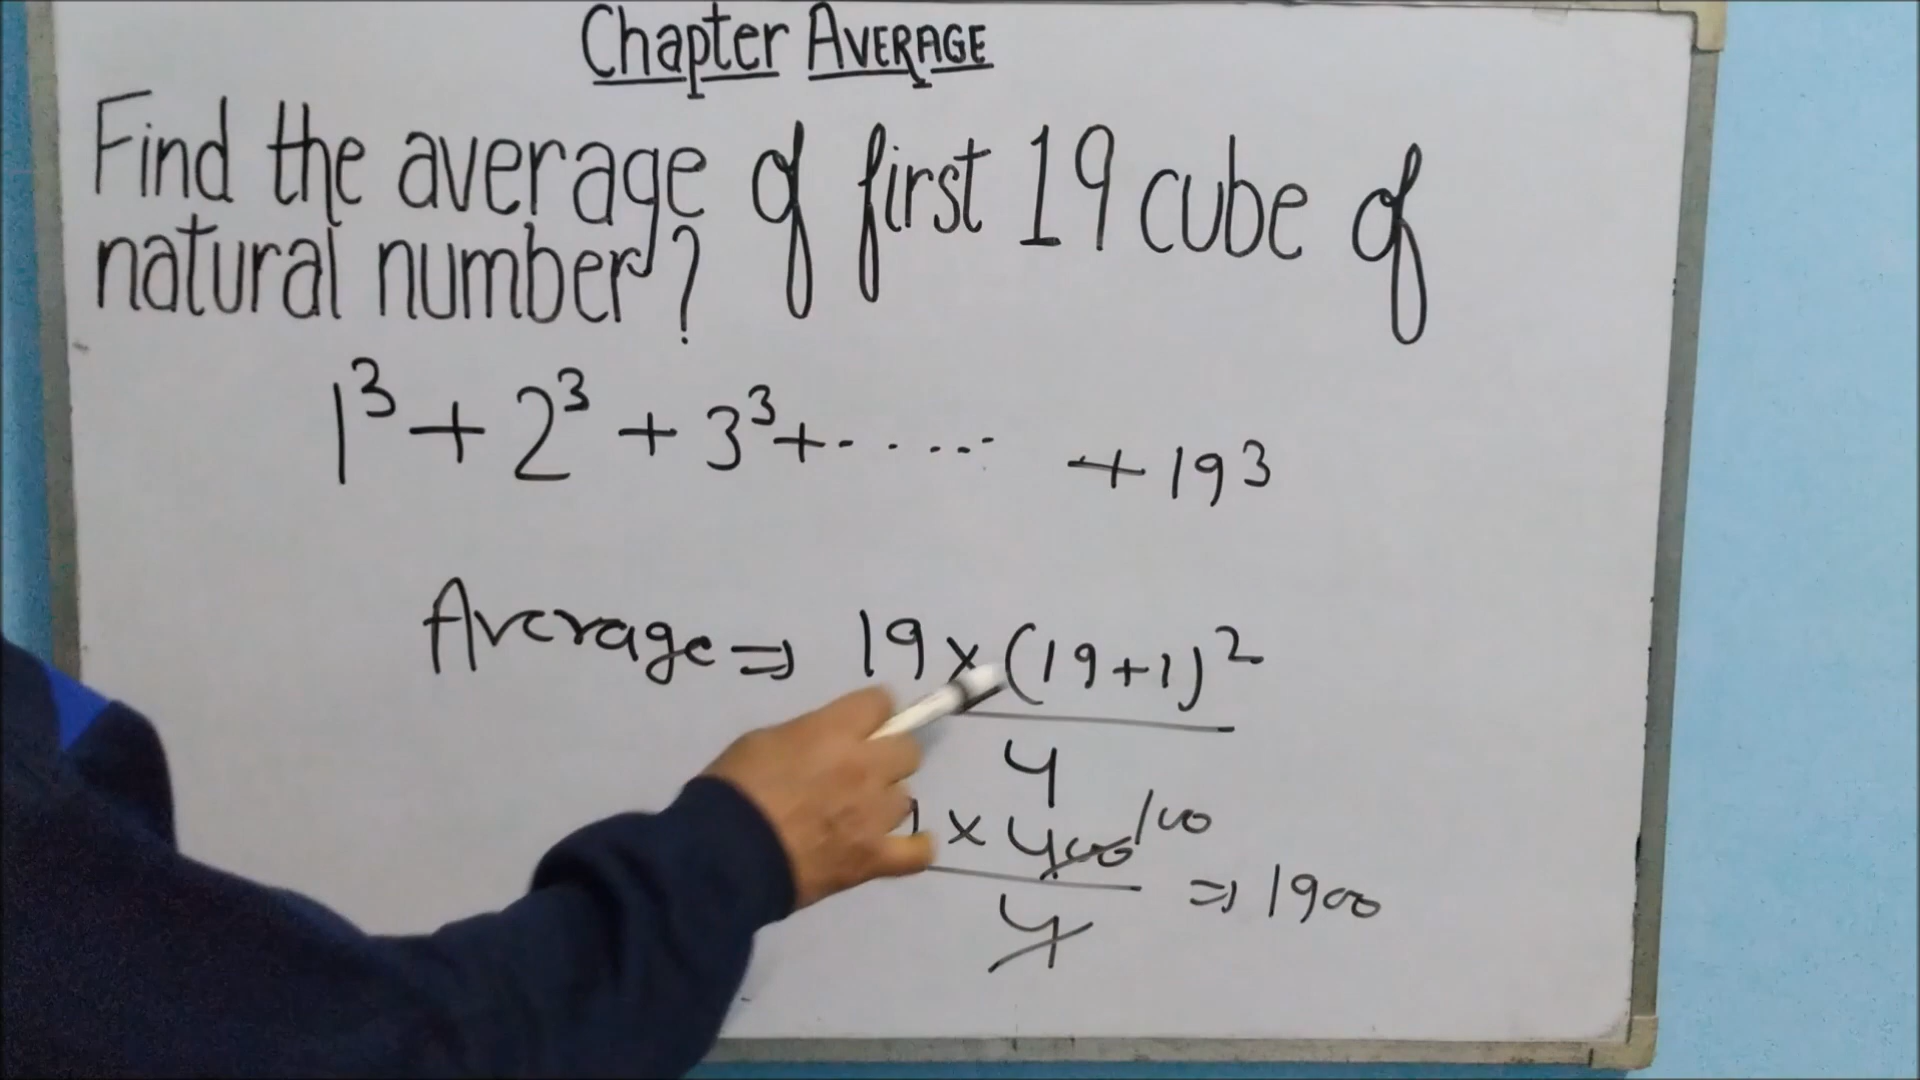 Chapter AVERAGE
Find the average of first 19 cube of
natural number?
1³ + 2³ + 3³ + ....... + 19³
Average ⇒ 19 × (19+1)²
4
× 400 100
4 ⇒ 1900